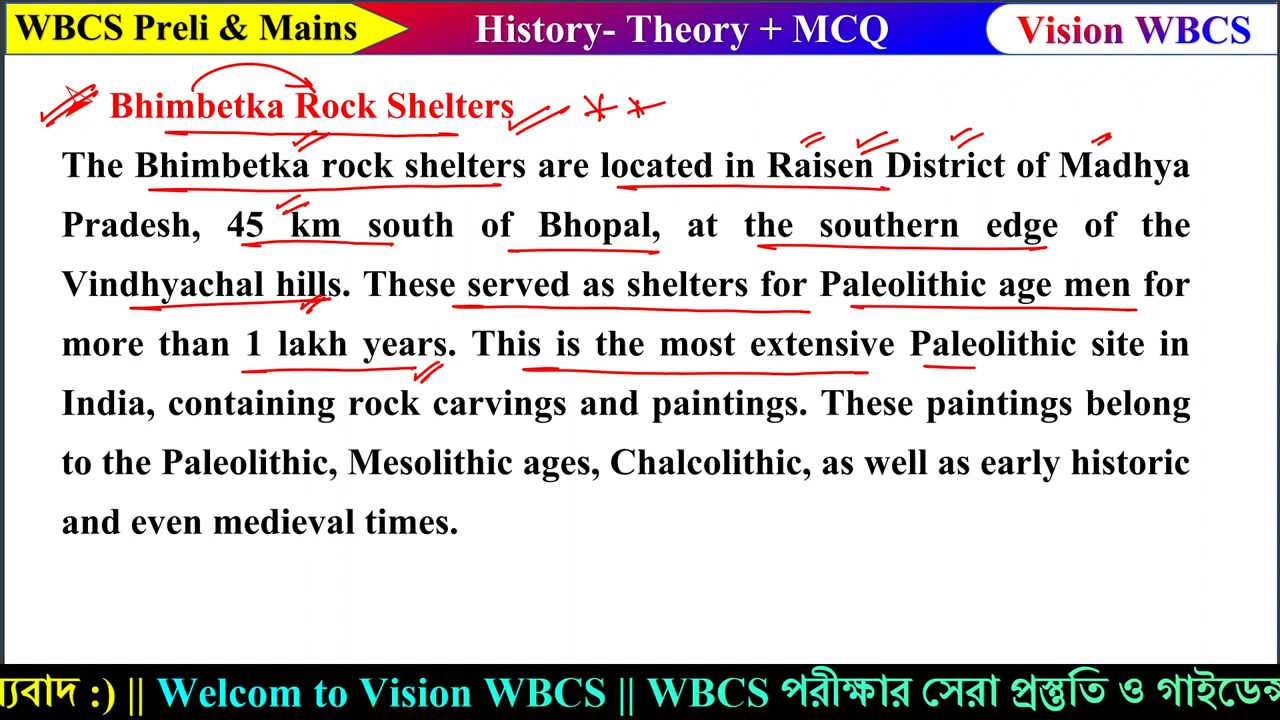 WBCS Preli & Mains
History- Theory + MCQ
Vision WBCS
Bhimbetka Rock Shelters
The Bhimbetka rock shelters are located in Raisen District of Madhya
Pradesh, 45 km south of Bhopal, at the southern edge of the
Vindhyachal hills. These served as shelters for Paleolithic age men for
more than 1 lakh years. This is the most extensive Paleolithic site in
India, containing rock carvings and paintings. These paintings belong
to the Paleolithic, Mesolithic ages, Chalcolithic, as well as early historic
and even medieval times.
:) || Welcom to Vision WBCS || WBCS পরীক্ষার সেরা প্রস্তুতি ও